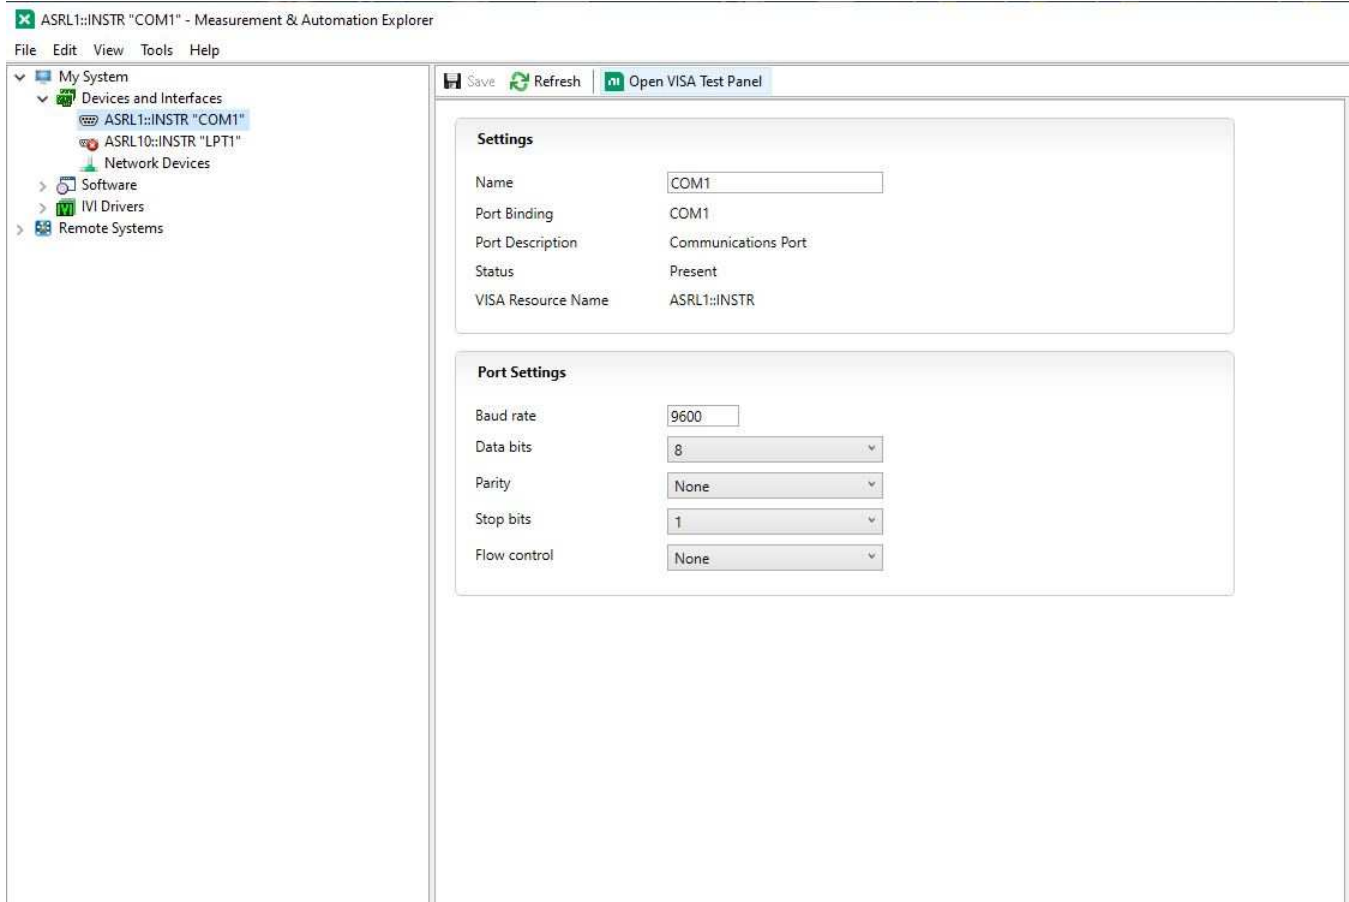 ASRL1::INSTR "COM1" - Measurement & Automation Explorer
File Edit View Tools Help
My System
Devices and Interfaces
ASRL1::INSTR "COM1"
ASRL10::INSTR "LPT1"
Network Devices
Software
IVI Drivers
Remote Systems
Save Refresh Open VISA Test Panel
Settings
Name COM1
Port Binding COM1
Port Description Communications Port
Status Present
VISA Resource Name ASRL1::INSTR
Port Settings
Baud rate 9600
Data bits 8
Parity None
Stop bits 1
Flow control None